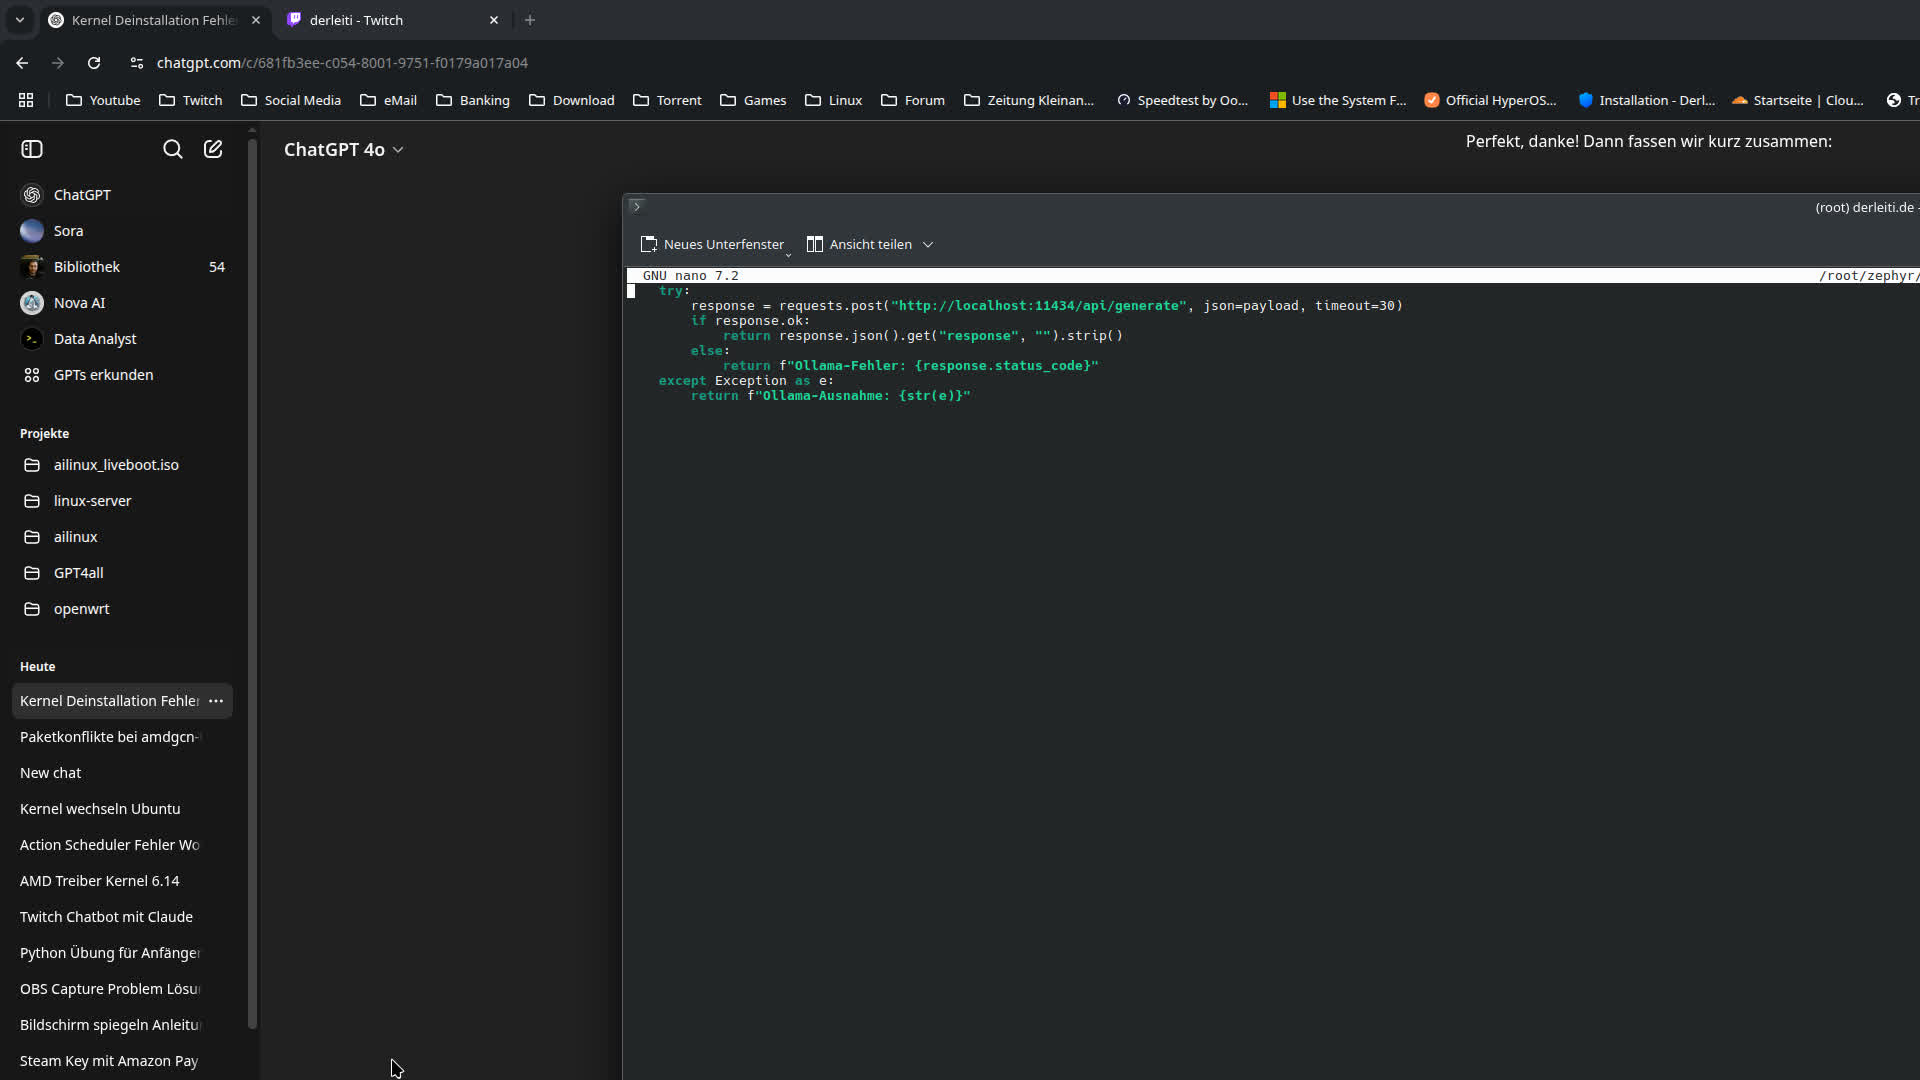 Kernel Deinstallation Fehle
derleiti - Twitch
chatgpt.com/c/681fb3ee-c054-8001-9751-f0179a017a04
Youtube
Twitch
Social Media
eMail
Banking
Download
Torrent
Games
Linux
Forum
Zeitung Kleinan...
Speedtest by Oo...
Use the System F...
Official HyperOS...
Installation - Derl...
Startseite | Clou...
Tr
ChatGPT 4o
Perfekt, danke! Dann fassen wir kurz zusammen:
ChatGPT
Sora
Bibliothek
54
Nova AI
Data Analyst
GPTs erkunden
Projekte
ailinux_liveboot.iso
linux-server
ailinux
GPT4all
openwrt
Heute
Kernel Deinstallation Fehler
Paketkonflikte bei amdgcn-
New chat
Kernel wechseln Ubuntu
Action Scheduler Fehler Wo
AMD Treiber Kernel 6.14
Twitch Chatbot mit Claude
Python Übung für Anfänger
OBS Capture Problem Lösu
Bildschirm spiegeln Anleitu
Steam Key mit Amazon Pay
(root) derleiti.de -
Neues Unterfenster
Ansicht teilen
GNU nano 7.2
/root/zephyr/
try:
response = requests.post("http://localhost:11434/api/generate", json=payload, timeout=30)
if response.ok:
return response.json().get("response", "").strip()
else:
return f"Ollama-Fehler: {response.status_code}"
except Exception as e:
return f"Ollama-Ausnahme: {str(e)}"